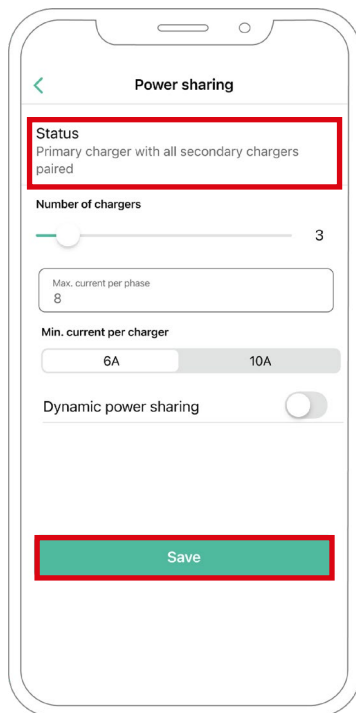 Power sharing
Status
Primary charger with all secondary chargers
paired
Number of chargers
3
Max. current per phase
8
Min. current per charger
6A 10A
Dynamic power sharing
Save